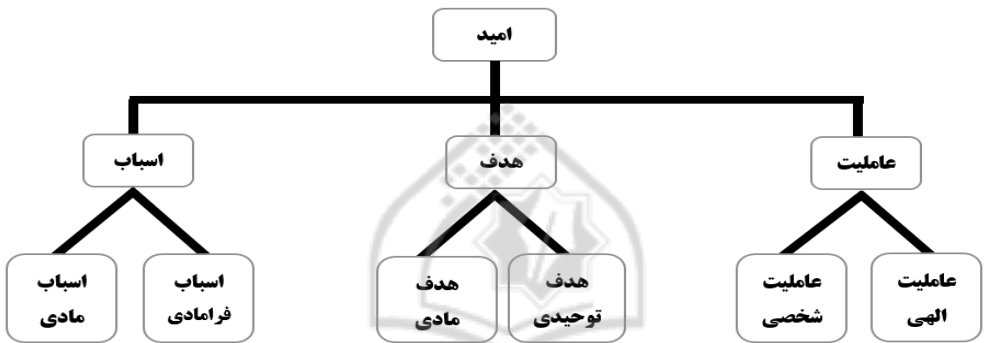 امید
عاملیت
هدف
اسباب
عاملیت
الهی
عاملیت
شخصی
هدف
توحیدی
هدف
مادی
اسباب
فرامادی
اسباب
مادی